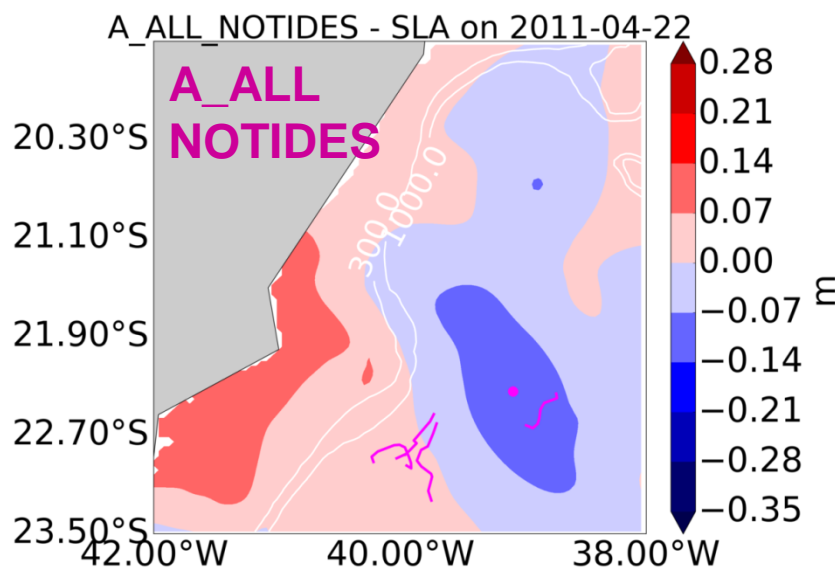 A_ALL_NOTIDES - SLA on 2011-04-22
A_ALL
NOTIDES
20.30°S
21.10°S
21.90°S
22.70°S
23.50°S
42.00°W
40.00°W
38.00°W
300.0
1000.0
0.28
0.21
0.14
0.07
0.00
−0.07
−0.14
−0.21
−0.28
−0.35
m